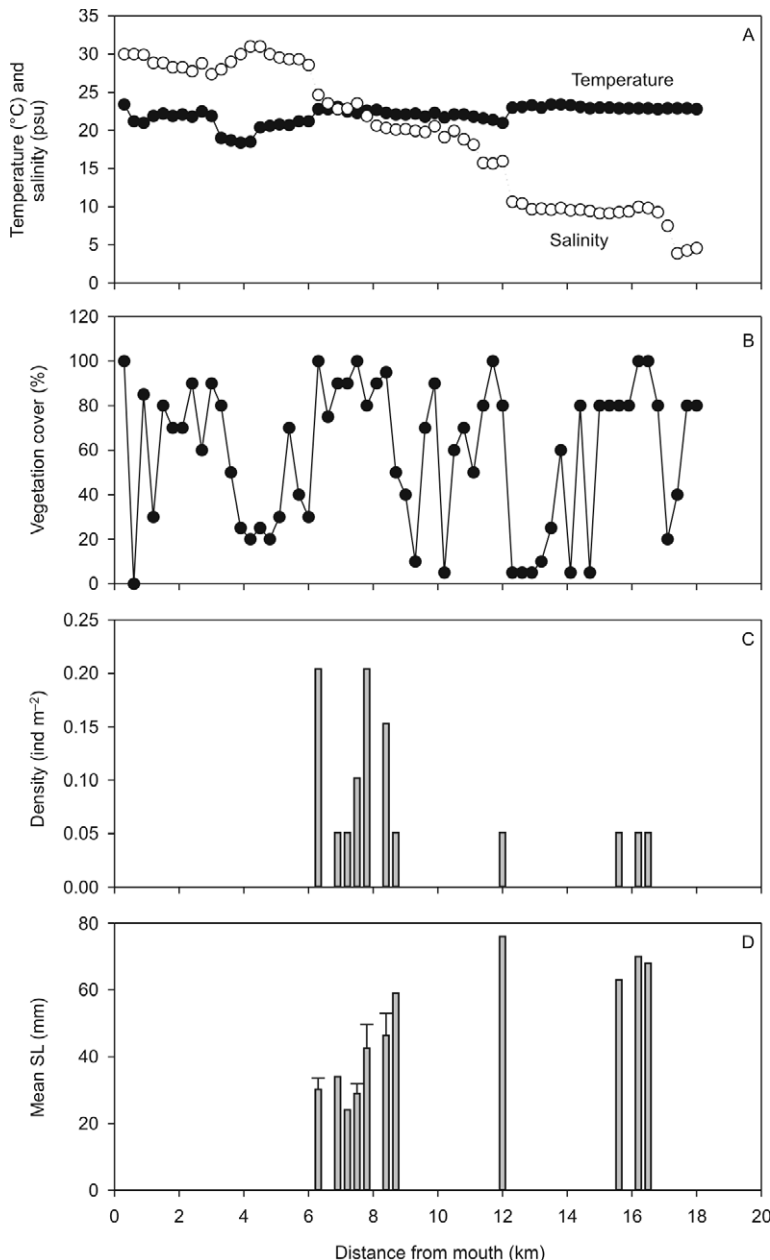 A
Temperature (°C) and
salinity (psu)
35
30
25
20
15
10
5
0
Temperature
Salinity
B
Vegetation cover (%)
120
100
80
60
40
20
0
C
Density (ind m⁻²)
0.25
0.20
0.15
0.10
0.05
0.00
D
Mean SL (mm)
80
60
40
20
0
0 2 4 6 8 10 12 14 16 18 20
Distance from mouth (km)